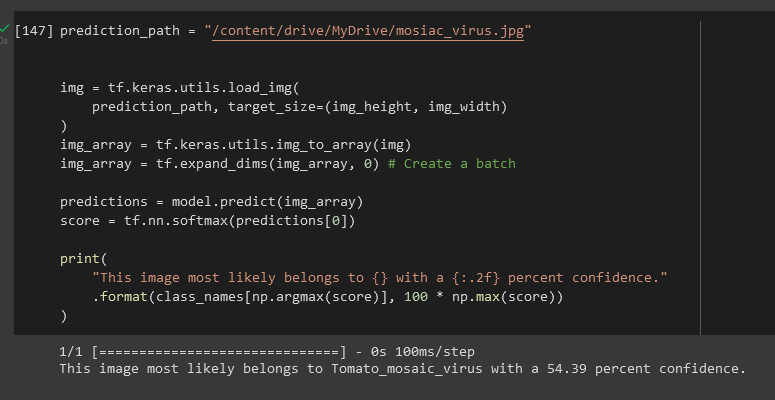 [147] prediction_path = "/content/drive/MyDrive/mosiac_virus.jpg"
0s
img = tf.keras.utils.load_img(
    prediction_path, target_size=(img_height, img_width)
)
img_array = tf.keras.utils.img_to_array(img)
img_array = tf.expand_dims(img_array, 0) # Create a batch
predictions = model.predict(img_array)
score = tf.nn.softmax(predictions[0])
print(
    "This image most likely belongs to {} with a {:.2f} percent confidence."
    .format(class_names[np.argmax(score)], 100 * np.max(score))
)
1/1 [==============================] - 0s 100ms/step
This image most likely belongs to Tomato_mosaic_virus with a 54.39 percent confidence.